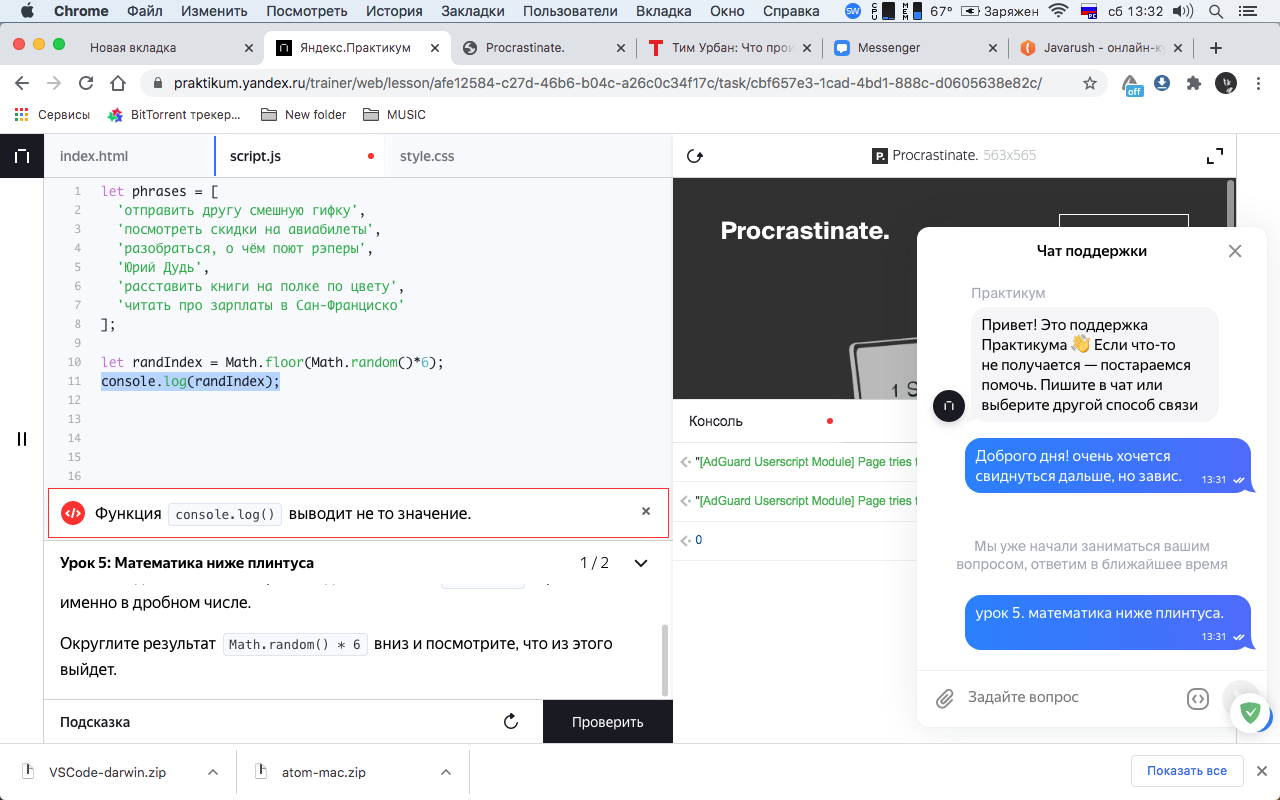 Chrome Файл Изменить Посмотреть История Закладки Пользователи Вкладка Окно Справка SW CPU MEM 67° Заряжен РС сб 13:32
Новая вкладка
Яндекс.Практикум
Procrastinate.
Тим Урбан: Что прои
Messenger
Javarush - онлайн-ку
praktikum.yandex.ru/trainer/web/lesson/afe12584-c27d-46b6-b04c-a26c0c34f17c/task/cbf657e3-1cad-4bd1-888c-d0605638e82c/
off
Сервисы BitTorrent трекер... New folder MUSIC
index.html script.js style.css
P. Procrastinate. 563x565
1 let phrases = [
2 'отправить другу смешную гифку',
3 'посмотреть скидки на авиабилеты',
4 'разобраться, о чём поют рэперы',
5 'Юрий Дудь',
6 'расставить книги на полке по цвету',
7 'читать про зарплаты в Сан-Франциско'
8 ];
9
10 let randIndex = Math.floor(Math.random()*6);
11 console.log(randIndex);
12
13
14
15
16
Функция console.log() выводит не то значение.
Урок 5: Математика ниже плинтуса 1 / 2
именно в дробном числе.
Округлите результат Math.random() * 6 вниз и посмотрите, что из этого
выйдет.
Подсказка
Проверить
Procrastinate.
1 S
Консоль
"[AdGuard Userscript Module] Page tries t
"[AdGuard Userscript Module] Page tries t
0
Чат поддержки
Практикум
Привет! Это поддержка
Практикума 👋 Если что-то
не получается — постараемся
помочь. Пишите в чат или
выберите другой способ связи
Доброго дня! очень хочется
свиднуться дальше, но завис.
13:31
Мы уже начали заниматься вашим
вопросом, ответим в ближайшее время
урок 5. математика ниже плинтуса.
13:31
Задайте вопрос
VSCode-darwin.zip
atom-mac.zip
Показать все